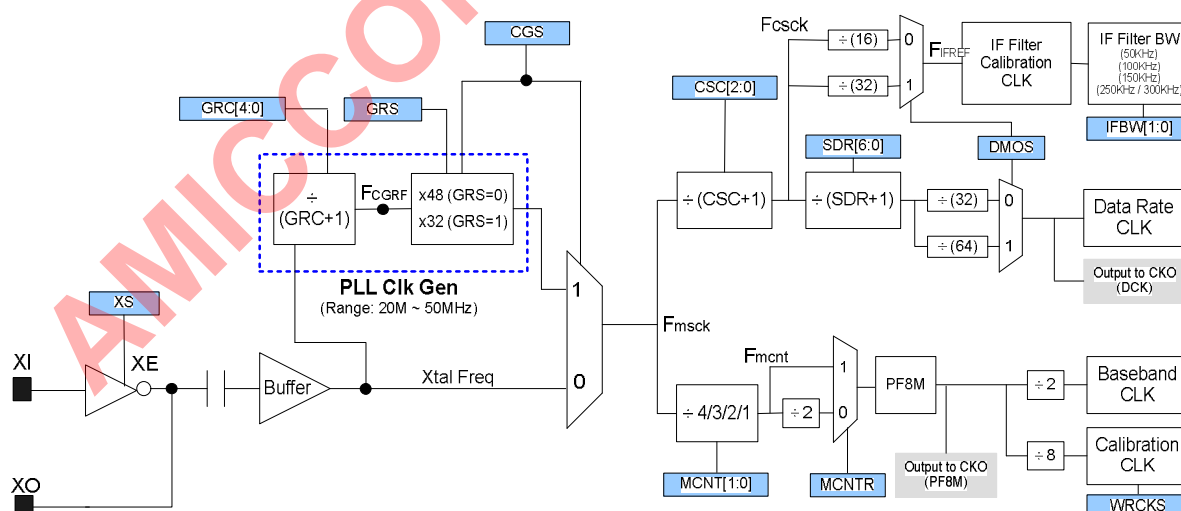 AMICCO
CGS
GRC[4:0]
GRS
÷
(GRC+1)
FCGRF
x48 (GRS=0)
x32 (GRS=1)
PLL Clk Gen
(Range: 20M ~ 50MHz)
XS
XI
XE
XO
Buffer
Xtal Freq
1
0
Fmsck
CSC[2:0]
÷ (CSC+1)
Fcsck
÷ (16)
÷ (32)
0
1
FIFREF
IF Filter
Calibration
CLK
IF Filter BW
(50KHz)
(100KHz)
(150KHz)
(250KHz / 300KHz)
IFBW[1:0]
SDR[6:0]
÷ (SDR+1)
DMOS
÷ (32)
÷ (64)
0
1
Data Rate
CLK
Output to CKO
(DCK)
÷ 4/3/2/1
MCNT[1:0]
Fmcnt
÷ 2
1
0
MCNTR
PF8M
Output to CKO
(PF8M)
÷ 2
÷ 8
Baseband
CLK
Calibration
CLK
WRCKS